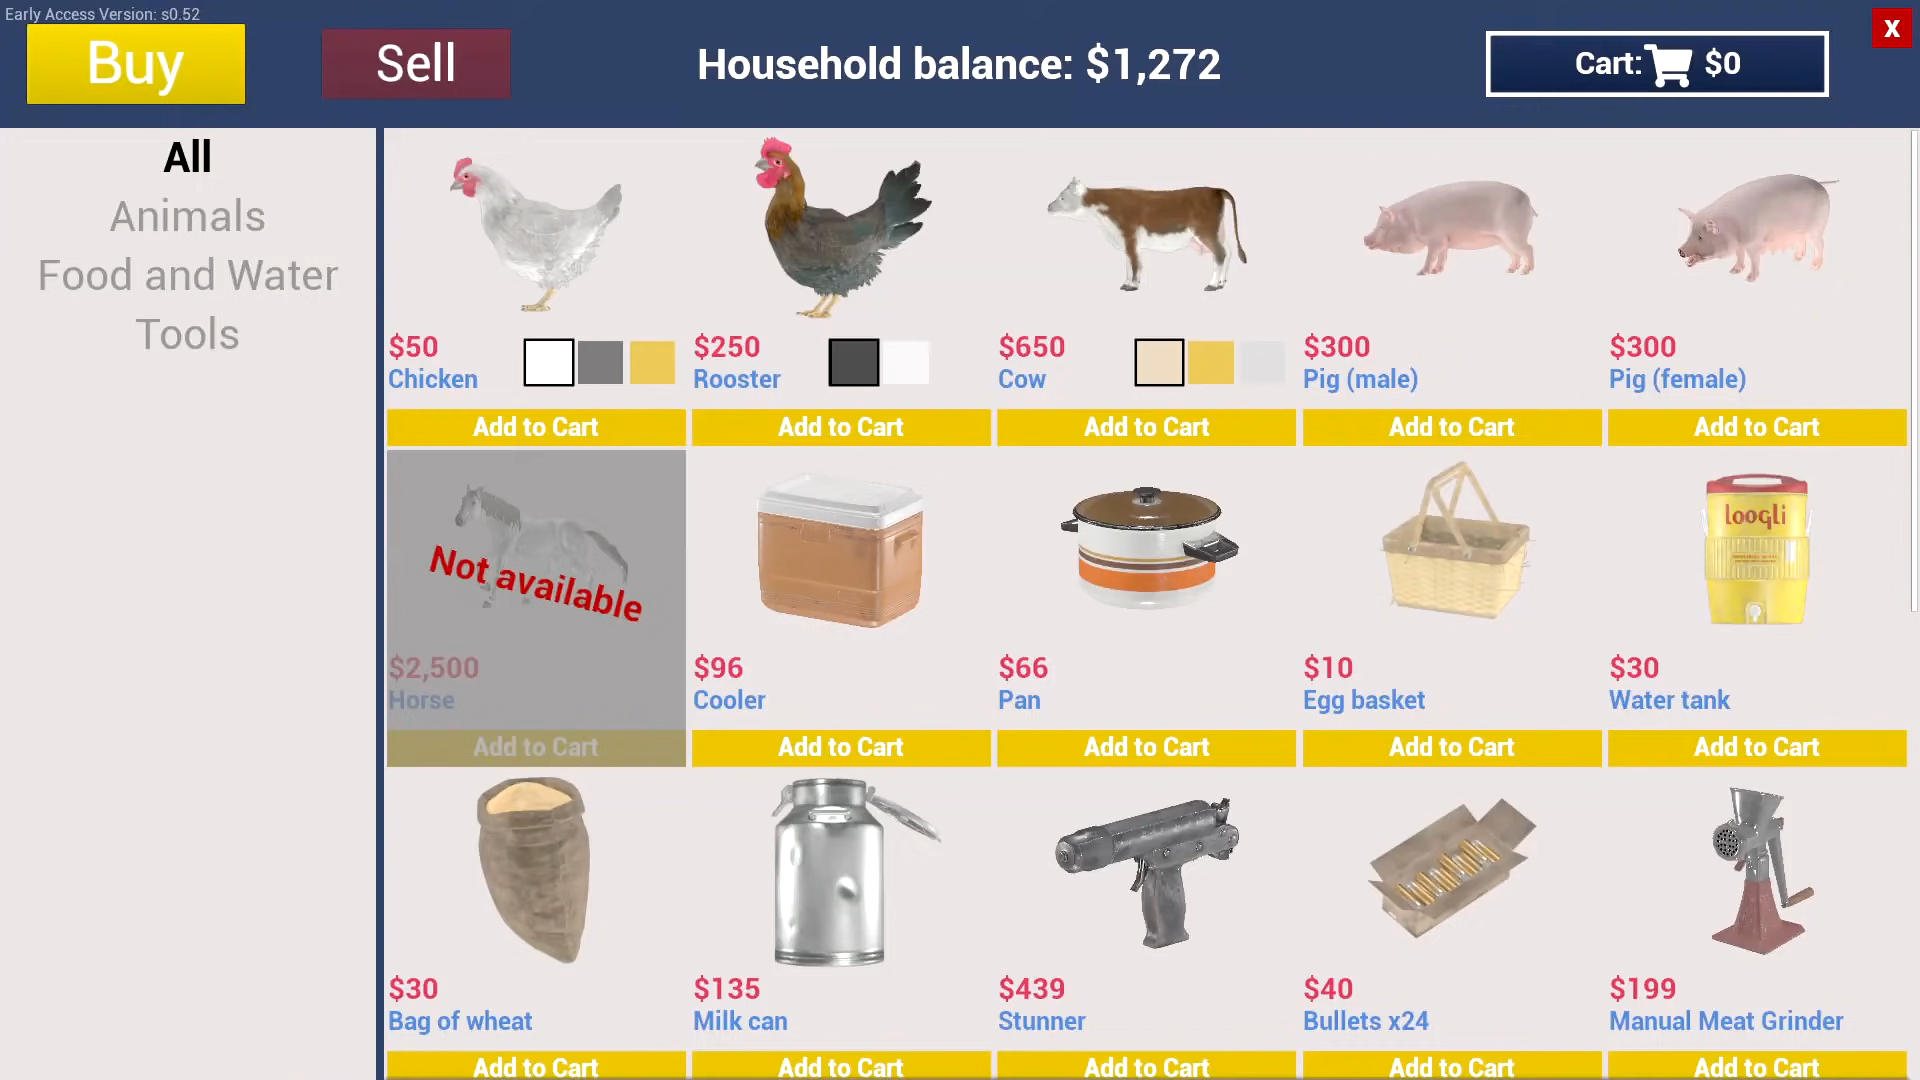 Early Access Version: s0.52
Buy
Sell
Household balance: $1,272
Cart: $0
X
All
Animals
Food and Water
Tools
$50
Chicken
Add to Cart
$250
Rooster
Add to Cart
$650
Cow
Add to Cart
$300
Pig (male)
Add to Cart
$300
Pig (female)
Add to Cart
Not available
$2,500
Horse
Add to Cart
$96
Cooler
Add to Cart
$66
Pan
Add to Cart
$10
Egg basket
Add to Cart
loogli
$30
Water tank
Add to Cart
$30
Bag of wheat
Add to Cart
$135
Milk can
Add to Cart
$439
Stunner
Add to Cart
$40
Bullets x24
Add to Cart
$199
Manual Meat Grinder
Add to Cart